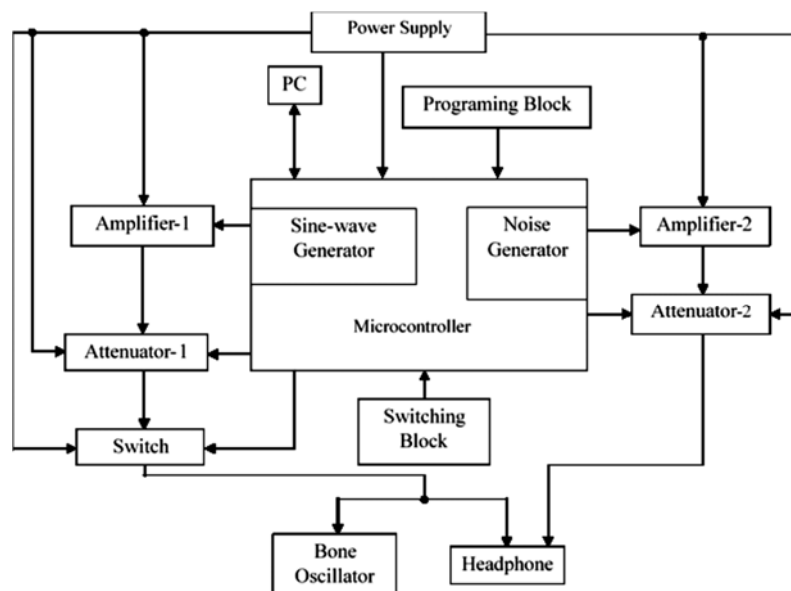 Power Supply
PC
Programing Block
Amplifier-1
Sine-wave
Generator
Noise
Generator
Amplifier-2
Attenuator-2
Microcontroller
Attenuator-1
Switching
Block
Switch
Bone
Oscillator
Headphone